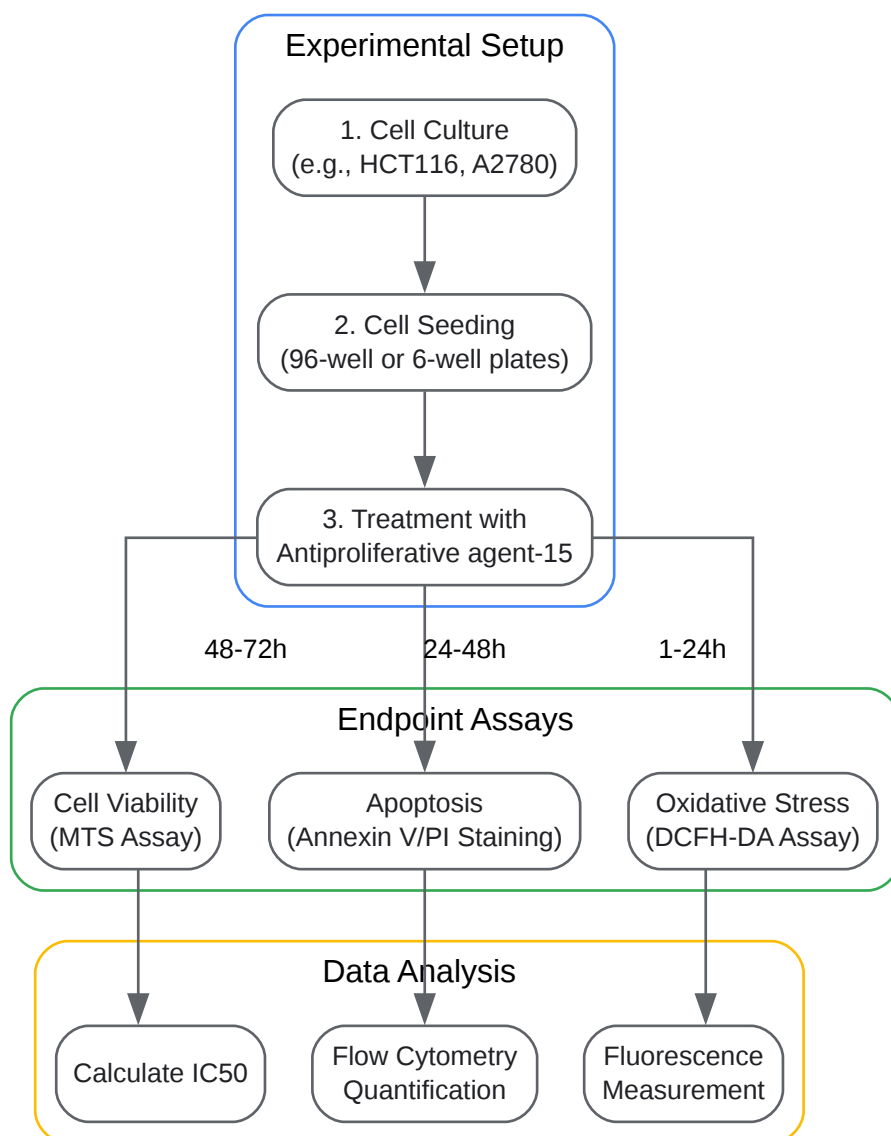 Experimental Setup
1. Cell Culture
(e.g., HCT116, A2780)
2. Cell Seeding
(96-well or 6-well plates)
3. Treatment with
Antiproliferative agent-15
48-72h
24-48h
1-24h
Endpoint Assays
Cell Viability
(MTS Assay)
Apoptosis
(Annexin V/PI Staining)
Oxidative Stress
(DCFH-DA Assay)
Data Analysis
Calculate IC50
Flow Cytometry
Quantification
Fluorescence
Measurement